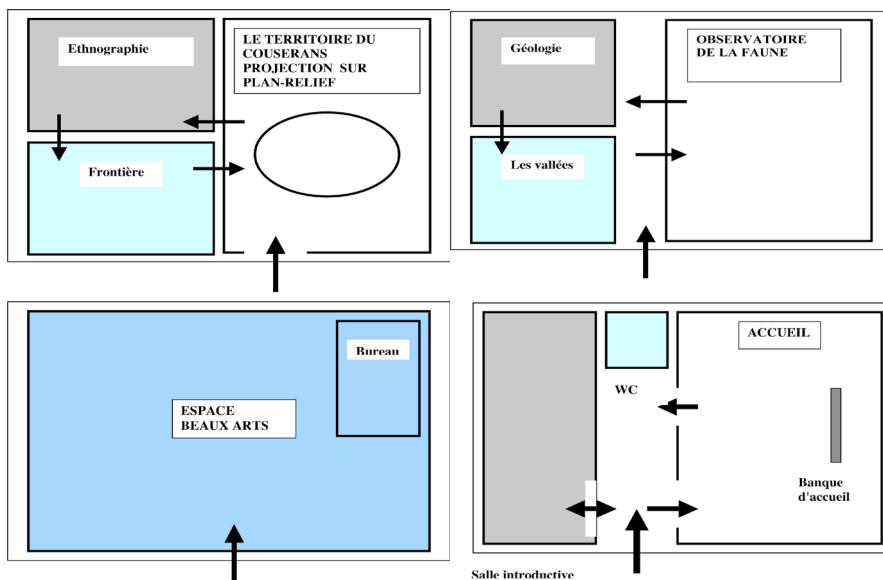 Ethnographie
LE TERRITOIRE DU
COUSERANS
PROJECTION SUR
PLAN-RELIEF
Frontière
Géologie
OBSERVATOIRE
DE LA FAUNE
Les vallées
Bureau
ESPACE
BEAUX ARTS
ACCUEIL
WC
Banque
d'accueil
Salle introductive